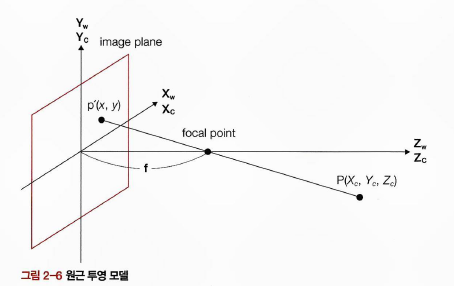 Y_w
Y_c
image plane
X_w
X_c
p'(x, y)
focal point
Z_w
Z_c
f
P(X_c, Y_c, Z_c)
그림 2-6 원근 투영 모델